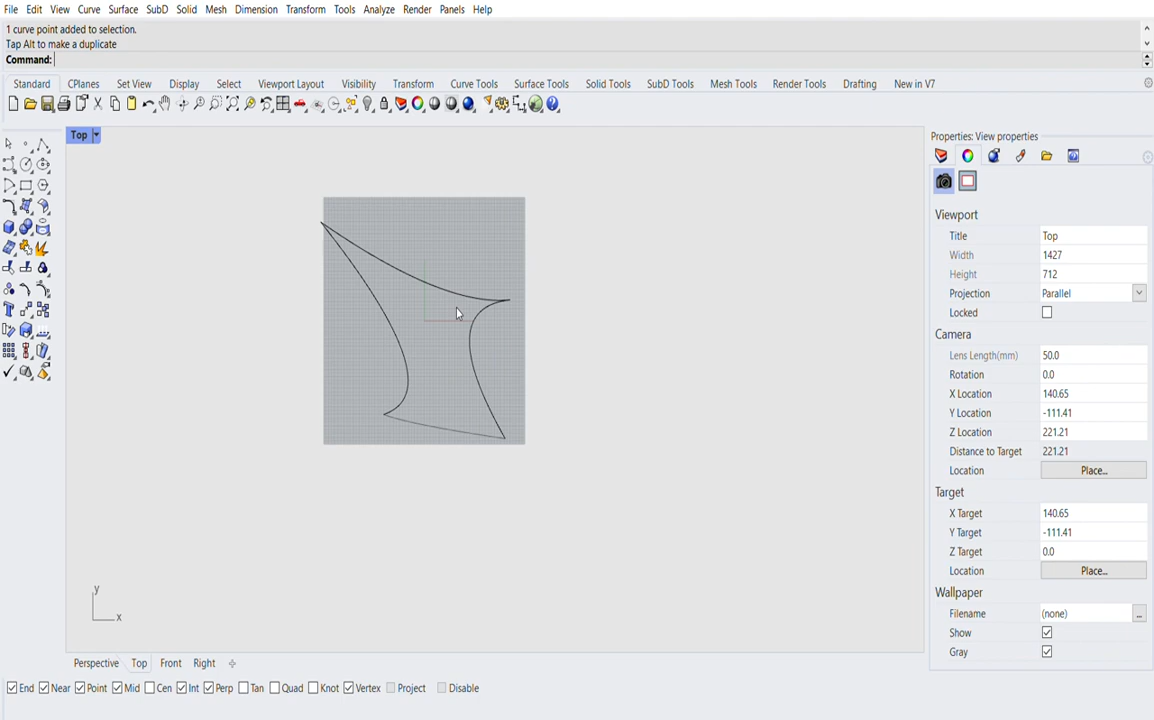 File Edit View Curve Surface SubD Solid Mesh Dimension Transform Tools Analyze Render Panels Help
1 curve point added to selection.
Tap Alt to make a duplicate
Command:
Standard CPlanes Set View Display Select Viewport Layout Visibility Transform Curve Tools Surface Tools Solid Tools SubD Tools Mesh Tools Render Tools Drafting New in V7
Top
Properties: View properties
Viewport
Title Top
Width 1427
Height 712
Projection Parallel
Locked
Camera
Lens Length(mm) 50.0
Rotation 0.0
X Location 140.65
Y Location -111.41
Z Location 221.21
Distance to Target 221.21
Location Place...
Target
X Target 140.65
Y Target -111.41
Z Target 0.0
Location Place...
Wallpaper
Filename (none) ...
Show
Gray
y
x
Perspective Top Front Right
End Near Point Mid Cen Int Perp Tan Quad Knot Vertex Project Disable